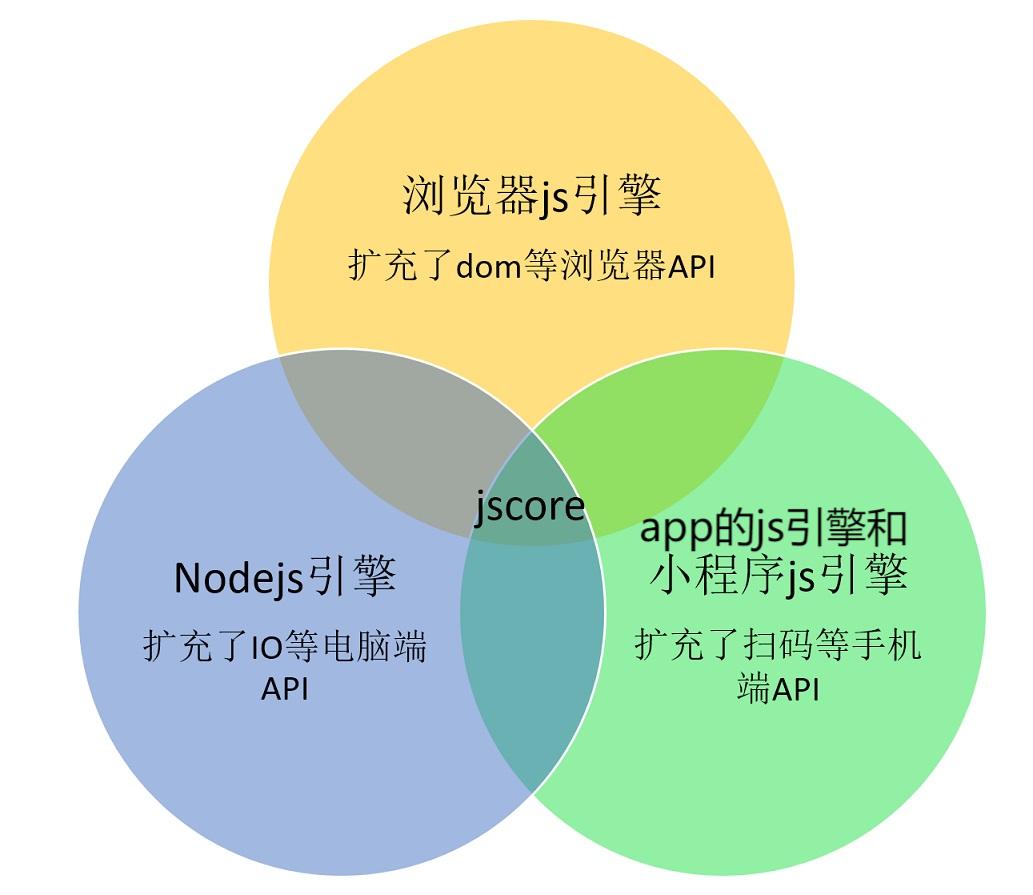 浏览器js引擎
扩充了dom等浏览器API
jscore
Nodejs引擎
扩充了IO等电脑端
API
app的js引擎和
小程序js引擎
扩充了扫码等手机
端API